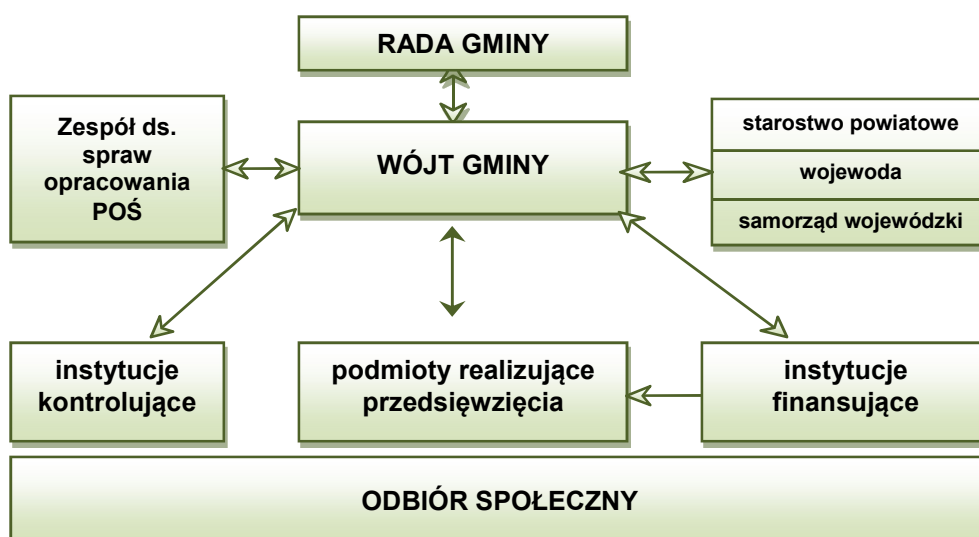 RADA GMINY
Zespół ds.
spraw
opracowania
POŚ
WÓJT GMINY
starostwo powiatowe
wojewoda
samorząd wojewódzki
instytucje
kontrolujące
podmioty realizujące
przedsięwzięcia
instytucje
finansujące
ODBIÓR SPOŁECZNY